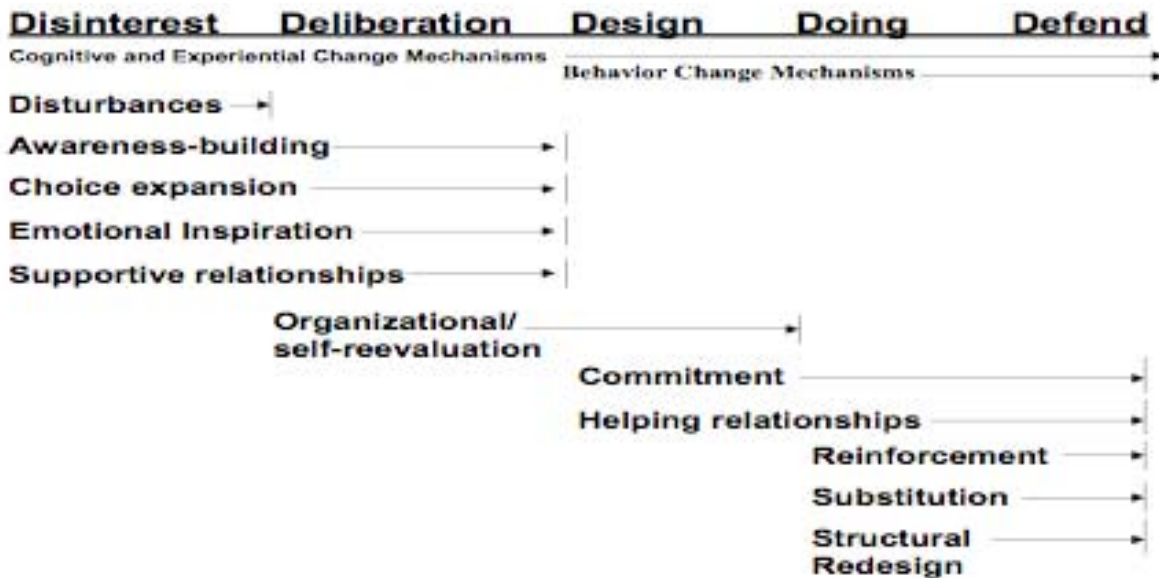 Disinterest Deliberation Design Doing Defend
Cognitive and Experiential Change Mechanisms
Behavior Change Mechanisms
Disturbances
Awareness-building
Choice expansion
Emotional Inspiration
Supportive relationships
Organizational/
self-reevaluation
Commitment
Helping relationships
Reinforcement
Substitution
Structural
Redesign